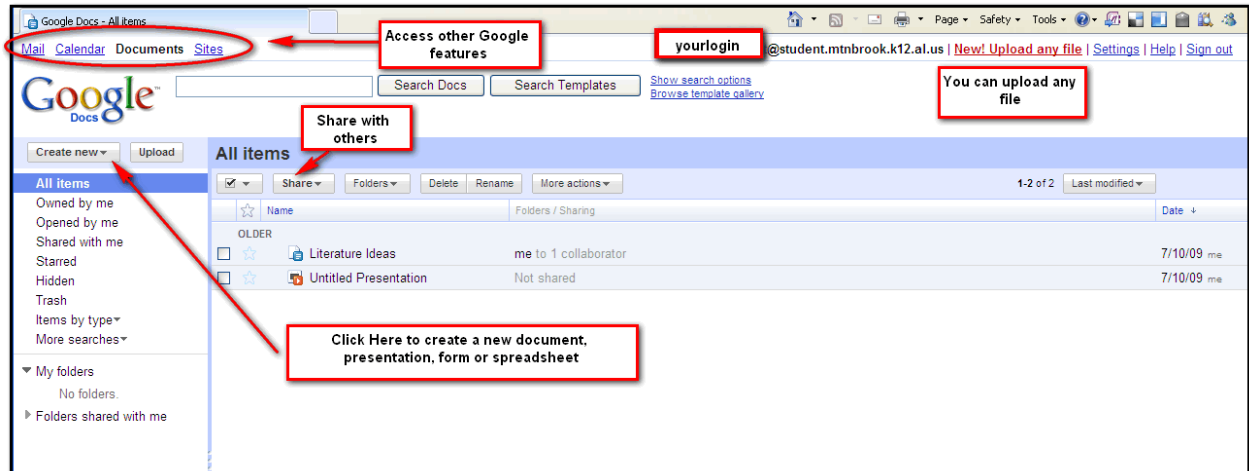 Google Docs - All items
Page Safety Tools
Mail Calendar Documents Sites
Access other Google
features
yourlogin
@student.mtnbrook.k12.al.us | New! Upload any file | Settings | Help | Sign out
Google
Docs
Search Docs Search Templates
Show search options
Browse template gallery
You can upload any
file
Share with
others
Create new Upload
All items
Share Folders Delete Rename More actions
1-2 of 2 Last modified
All items
Owned by me
Opened by me
Shared with me
Starred
Hidden
Trash
Items by type
More searches
My folders
No folders.
Folders shared with me
Name Folders / Sharing Date
OLDER
Literature Ideas me to 1 collaborator 7/10/09 me
Untitled Presentation Not shared 7/10/09 me
Click Here to create a new document,
presentation, form or spreadsheet